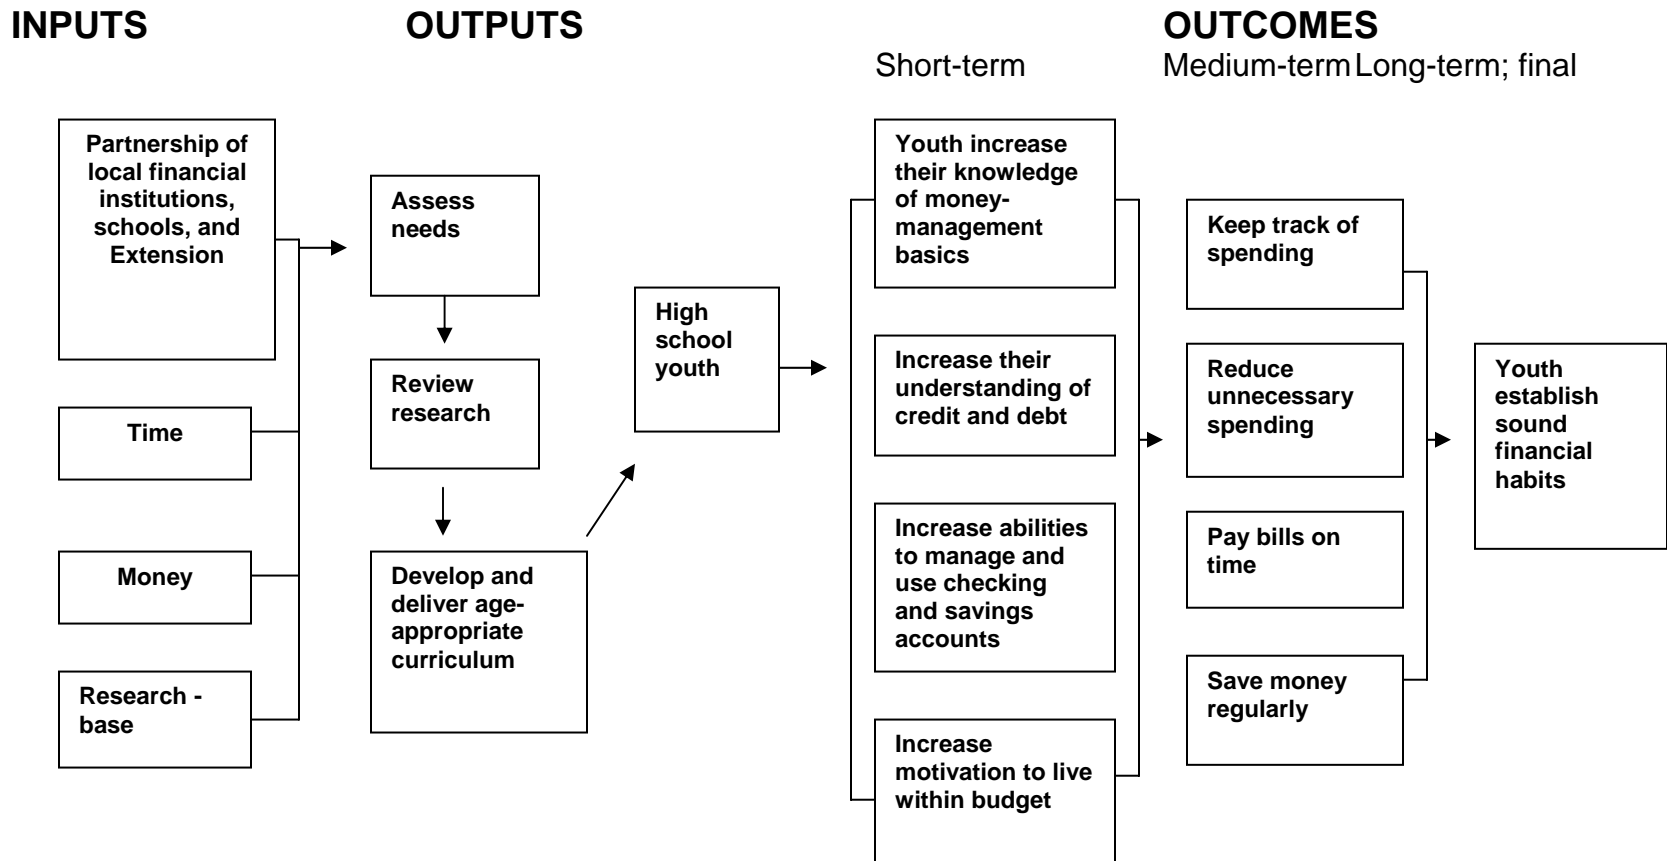 INPUTS
OUTPUTS
OUTCOMES
Short-term
Medium-term Long-term; final
Partnership of
local financial
institutions,
schools, and
Extension
Time
Money
Research -
base
Assess
needs
Review
research
Develop and
deliver age-
appropriate
curriculum
High
school
youth
Youth increase
their knowledge
of money-
management
basics
Increase their
understanding of
credit and debt
Increase abilities
to manage and
use checking
and savings
accounts
Increase
motivation to live
within budget
Keep track of
spending
Reduce
unnecessary
spending
Pay bills on
time
Save money
regularly
Youth
establish
sound
financial
habits